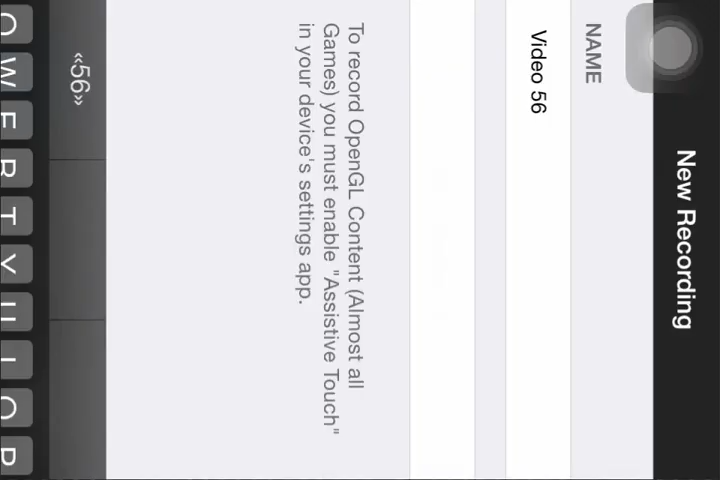 New Recording
NAME
Video 56
To record OpenGL Content (Almost all
Games) you must enable "Assistive Touch"
in your device's settings app.
«56»
Q W E R T Y U I O P